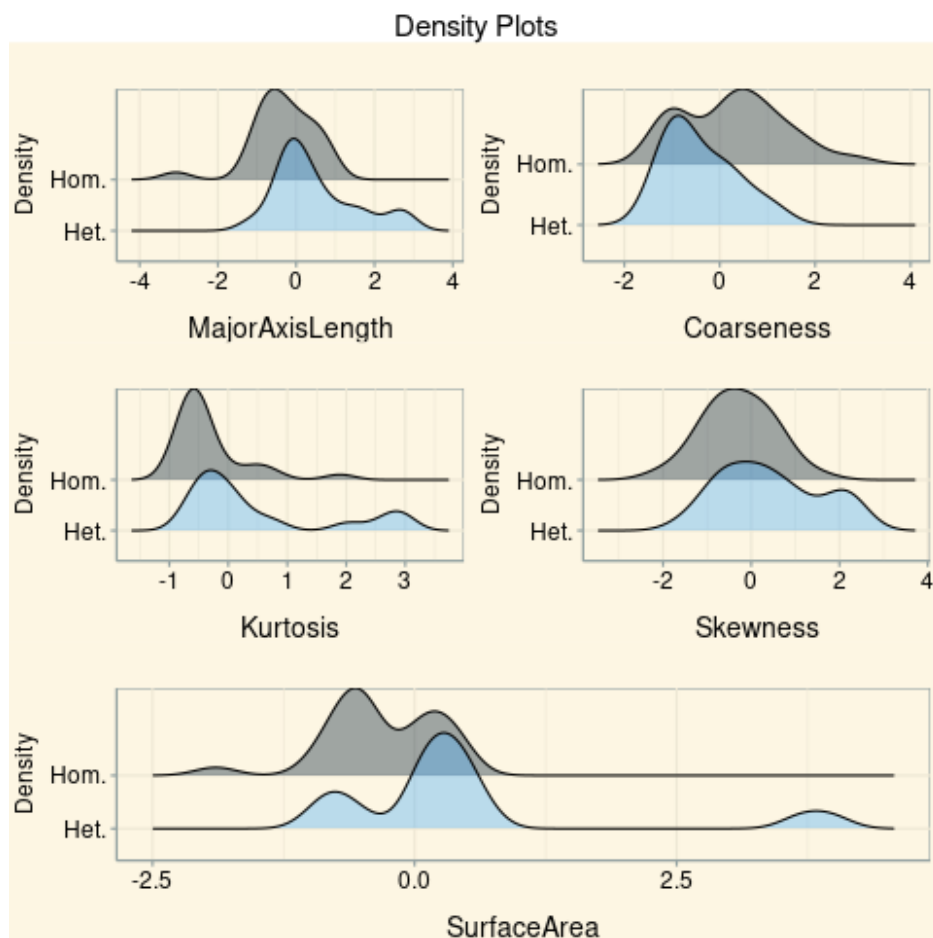 Density Plots
Density
Hom.
Het.
-4 -2 0 2 4
MajorAxisLength
Density
Hom.
Het.
-2 0 2 4
Coarseness
Density
Hom.
Het.
-1 0 1 2 3
Kurtosis
Density
Hom.
Het.
-2 0 2 4
Skewness
Density
Hom.
Het.
-2.5 0.0 2.5
SurfaceArea